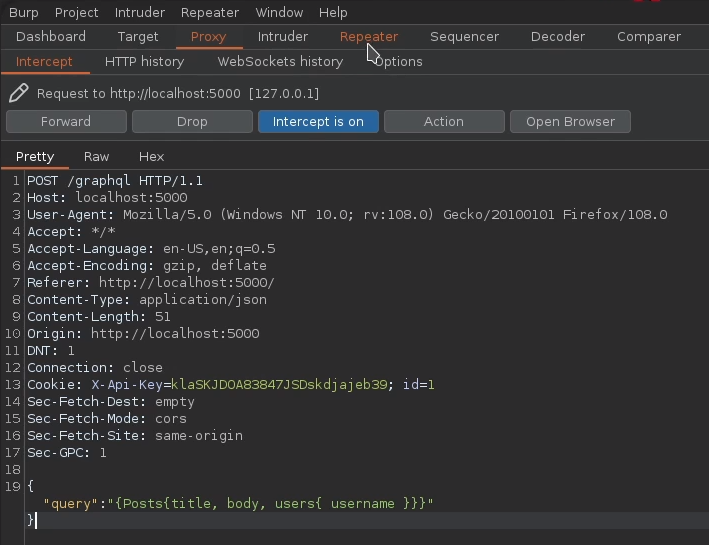 Burp Project Intruder Repeater Window Help
Dashboard Target Proxy Intruder Repeater Sequencer Decoder Comparer
Intercept HTTP history WebSockets history Options
Request to http://localhost:5000 [127.0.0.1]
Forward Drop Intercept is on Action Open Browser
Pretty Raw Hex
1 POST /graphql HTTP/1.1
2 Host: localhost:5000
3 User-Agent: Mozilla/5.0 (Windows NT 10.0; rv:108.0) Gecko/20100101 Firefox/108.0
4 Accept: */*
5 Accept-Language: en-US,en;q=0.5
6 Accept-Encoding: gzip, deflate
7 Referer: http://localhost:5000/
8 Content-Type: application/json
9 Content-Length: 51
10 Origin: http://localhost:5000
11 DNT: 1
12 Connection: close
13 Cookie: X-Api-Key=klaSKJDOA83847JSDskdjajeb39; id=1
14 Sec-Fetch-Dest: empty
15 Sec-Fetch-Mode: cors
16 Sec-Fetch-Site: same-origin
17 Sec-GPC: 1
18
19 {
"query":"{Posts{title, body, users{ username }}}"
}